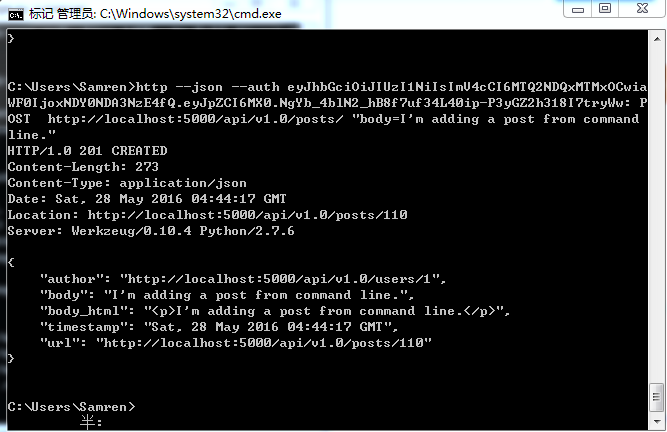 标记 管理员: C:\Windows\system32\cmd.exe
}
C:\Users\Samren>http --json --auth eyJhbGciOiJIUzI1NiIsImV4cCI6MTQ2NDQxMTMxOCwia
WF0IjoxNDY0NDA3NzE4fQ.eyJpZCI6MX0.NgYb_4blN2_hB8f7uf34L40ip-P3yGZ2h318I7tryWw: P
OST  http://localhost:5000/api/v1.0/posts/ "body=I'm adding a post from command
line."
HTTP/1.0 201 CREATED
Content-Length: 273
Content-Type: application/json
Date: Sat, 28 May 2016 04:44:17 GMT
Location: http://localhost:5000/api/v1.0/posts/110
Server: Werkzeug/0.10.4 Python/2.7.6
{
    "author": "http://localhost:5000/api/v1.0/users/1",
    "body": "I'm adding a post from command line.",
    "body_html": "<p>I'm adding a post from command line.</p>",
    "timestamp": "Sat, 28 May 2016 04:44:17 GMT",
    "url": "http://localhost:5000/api/v1.0/posts/110"
}
C:\Users\Samren>
半: